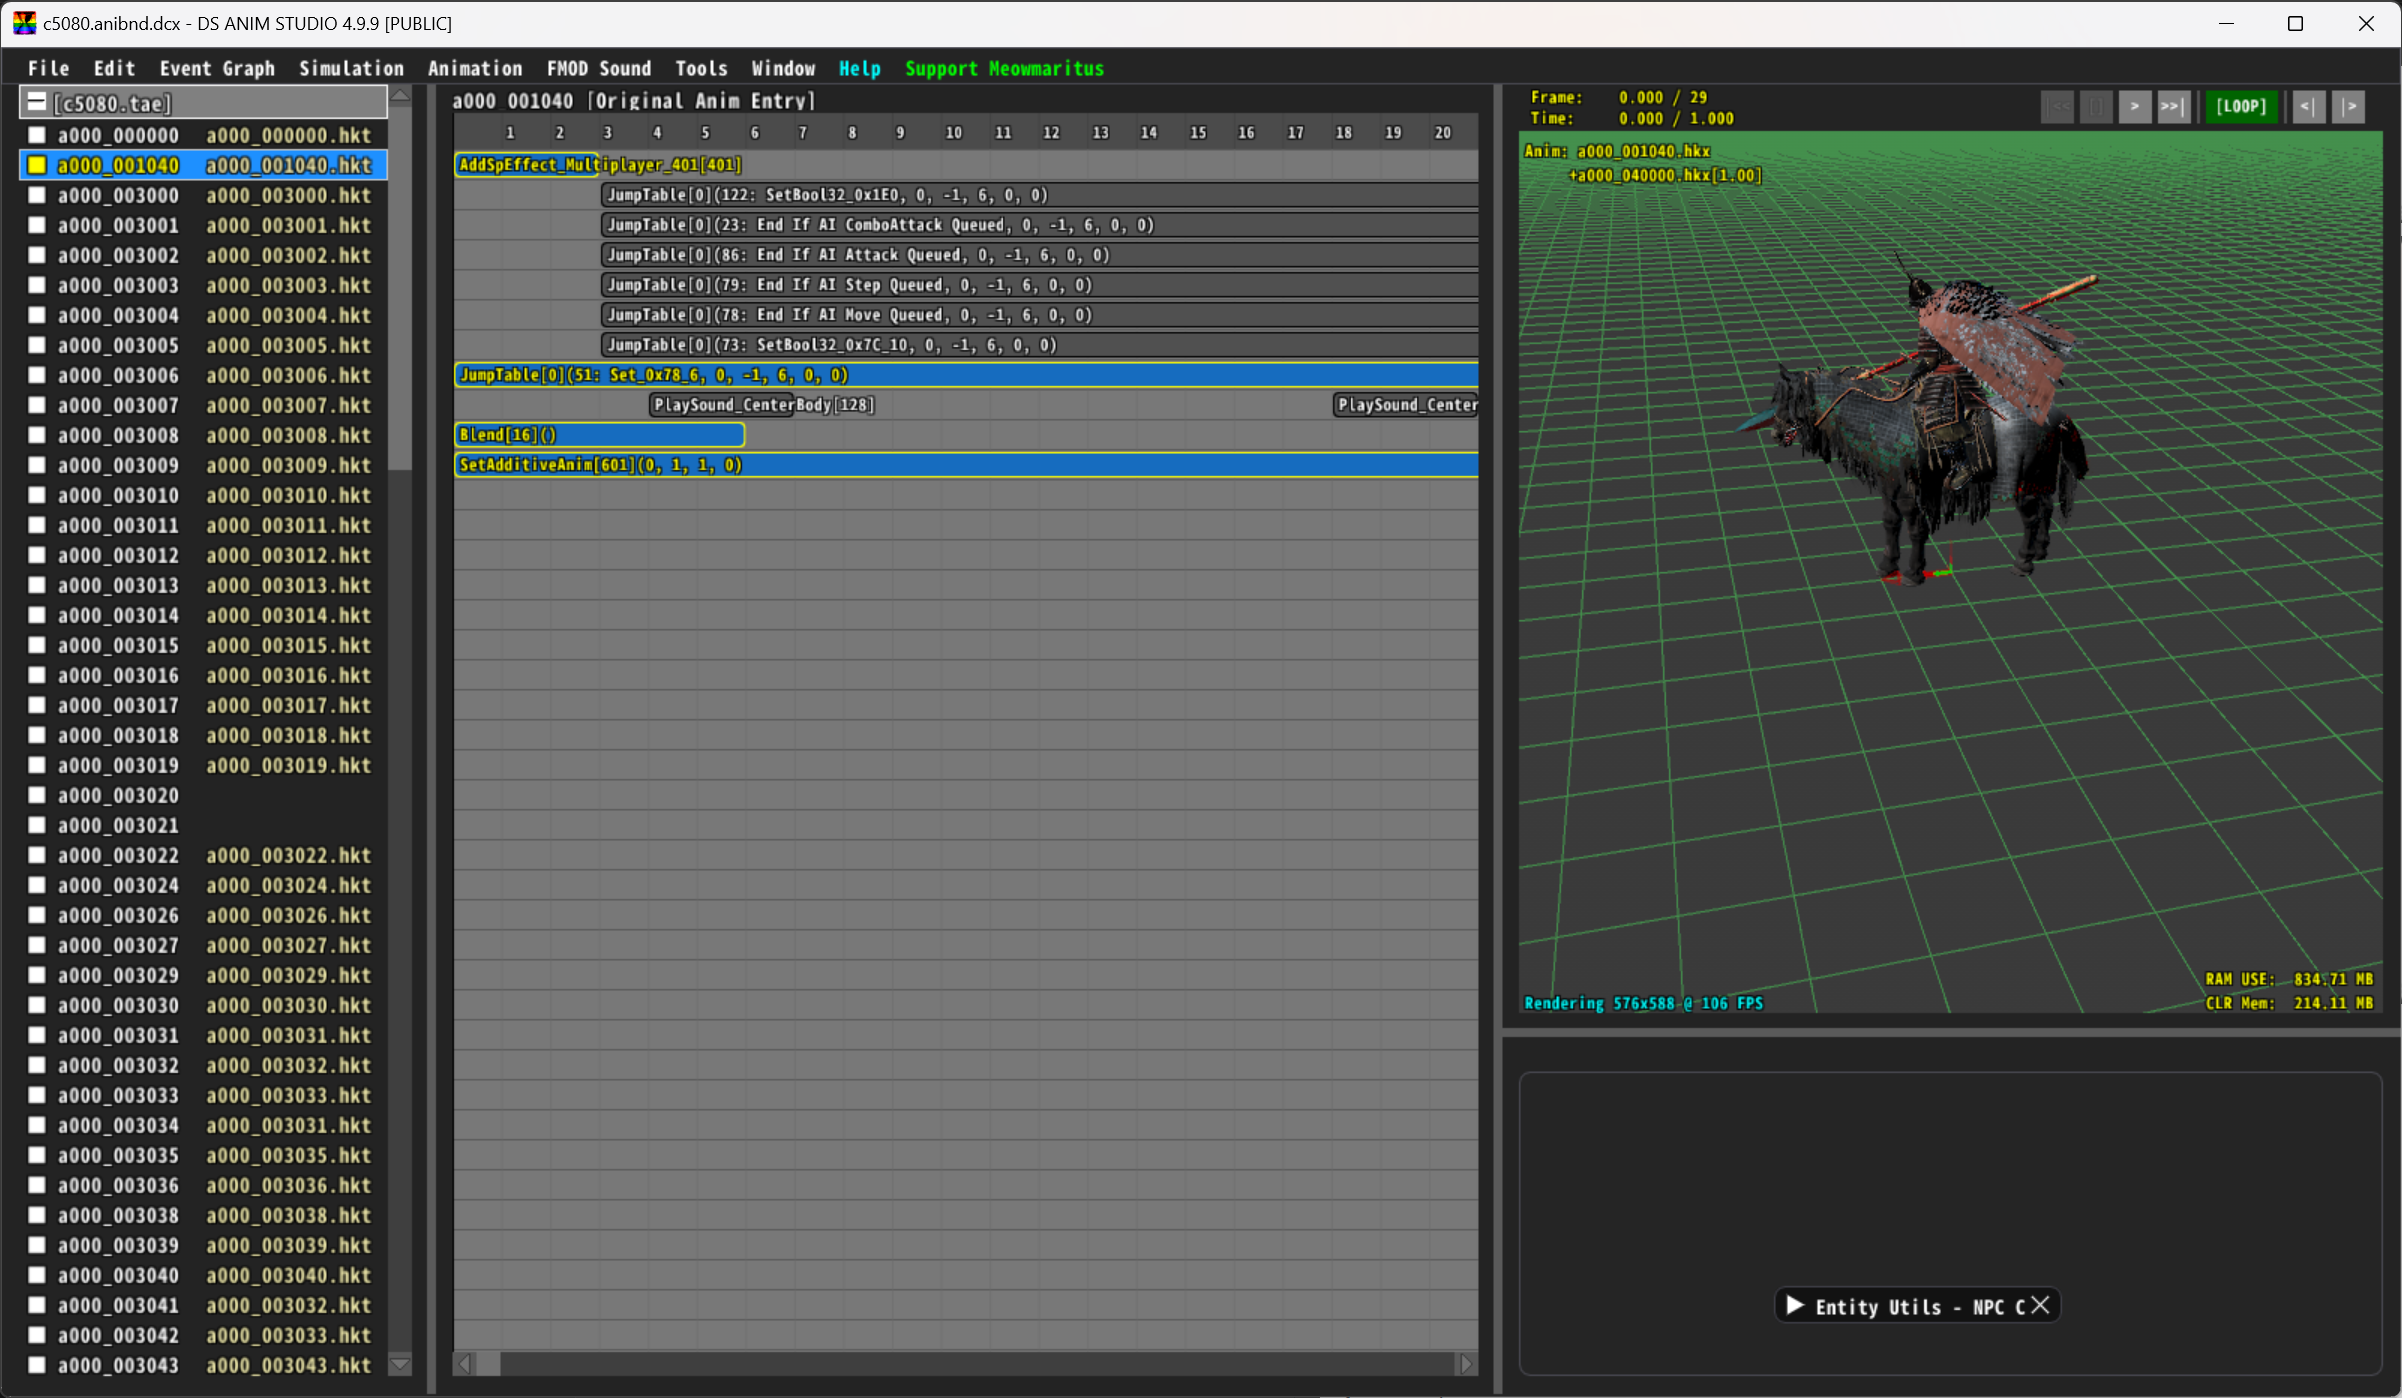 c5080.anibnd.dcx - DS ANIM STUDIO 4.9.9 [PUBLIC]
File Edit Event Graph Simulation Animation FMOD Sound Tools Window Help Support Meowmaritus
[c5080.tae]
a000_000000 a000_000000.hkt
a000_001040 a000_001040.hkt
a000_003000 a000_003000.hkt
a000_003001 a000_003001.hkt
a000_003002 a000_003002.hkt
a000_003003 a000_003003.hkt
a000_003004 a000_003004.hkt
a000_003005 a000_003005.hkt
a000_003006 a000_003006.hkt
a000_003007 a000_003007.hkt
a000_003008 a000_003008.hkt
a000_003009 a000_003009.hkt
a000_003010 a000_003010.hkt
a000_003011 a000_003011.hkt
a000_003012 a000_003012.hkt
a000_003013 a000_003013.hkt
a000_003014 a000_003014.hkt
a000_003015 a000_003015.hkt
a000_003016 a000_003016.hkt
a000_003017 a000_003017.hkt
a000_003018 a000_003018.hkt
a000_003019 a000_003019.hkt
a000_003020
a000_003021
a000_003022 a000_003022.hkt
a000_003024 a000_003024.hkt
a000_003026 a000_003026.hkt
a000_003027 a000_003027.hkt
a000_003029 a000_003029.hkt
a000_003030 a000_003030.hkt
a000_003031 a000_003031.hkt
a000_003032 a000_003032.hkt
a000_003033 a000_003033.hkt
a000_003034 a000_003031.hkt
a000_003035 a000_003035.hkt
a000_003036 a000_003036.hkt
a000_003038 a000_003038.hkt
a000_003039 a000_003039.hkt
a000_003040 a000_003040.hkt
a000_003041 a000_003032.hkt
a000_003042 a000_003033.hkt
a000_003043 a000_003043.hkt
a000_001040 [Original Anim Entry]
1 2 3 4 5 6 7 8 9 10 11 12 13 14 15 16 17 18 19 20
AddSpEffect_Multiplayer_401[401]
JumpTable[0](122: SetBool32_0x1E0, 0, -1, 6, 0, 0)
JumpTable[0](23: End If AI ComboAttack Queued, 0, -1, 6, 0, 0)
JumpTable[0](86: End If AI Attack Queued, 0, -1, 6, 0, 0)
JumpTable[0](79: End If AI Step Queued, 0, -1, 6, 0, 0)
JumpTable[0](78: End If AI Move Queued, 0, -1, 6, 0, 0)
JumpTable[0](73: SetBool32_0x7C_10, 0, -1, 6, 0, 0)
JumpTable[0](51: Set_0x78_6, 0, -1, 6, 0, 0)
PlaySound_CenterBody[128] PlaySound_Center
Blend[16]()
SetAdditiveAnim[601](0, 1, 1, 0)
Frame: 0.000 / 29
Time: 0.000 / 1.000
|<< [] > >>| [LOOP] <| |>
Anim: a000_001040.hkx
+a000_040000.hkx[1.00]
RAM USE: 834.71 MB
Rendering 576x588 @ 106 FPS
CLR Mem: 214.11 MB
Entity Utils - NPC C